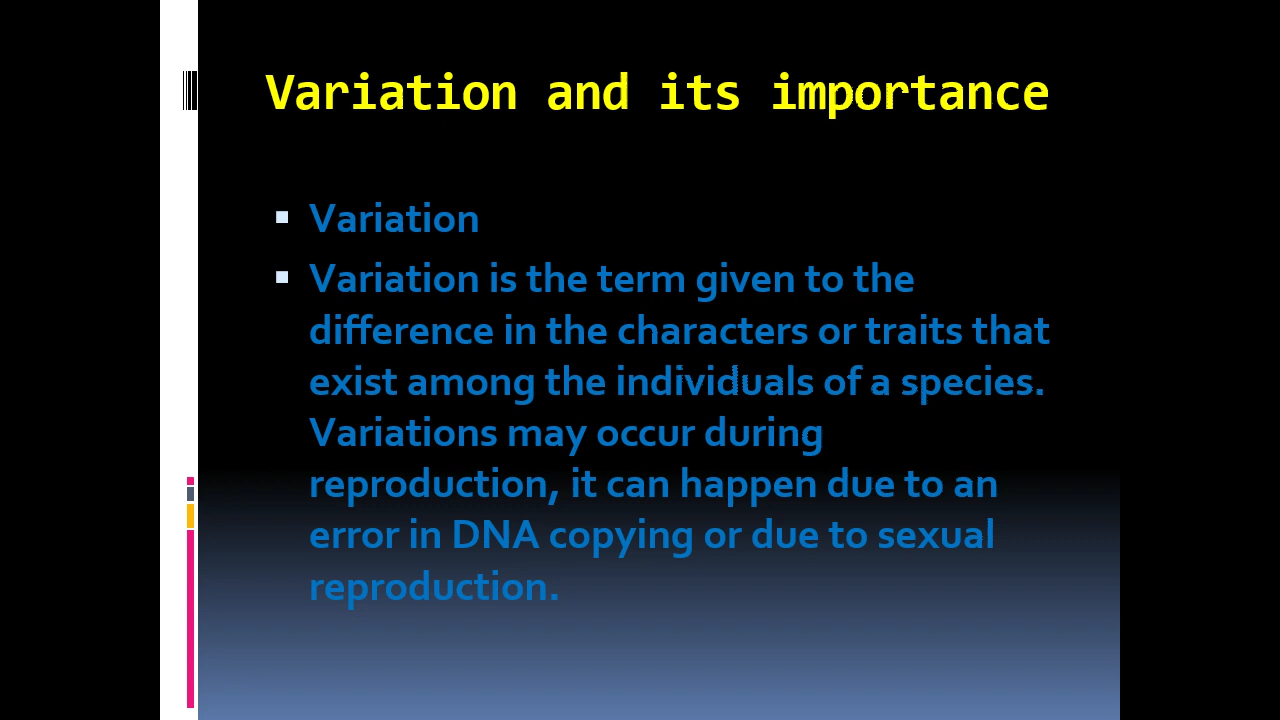 Variation and its importance
Variation
Variation is the term given to the
difference in the characters or traits that
exist among the individuals of a species.
Variations may occur during
reproduction, it can happen due to an
error in DNA copying or due to sexual
reproduction.